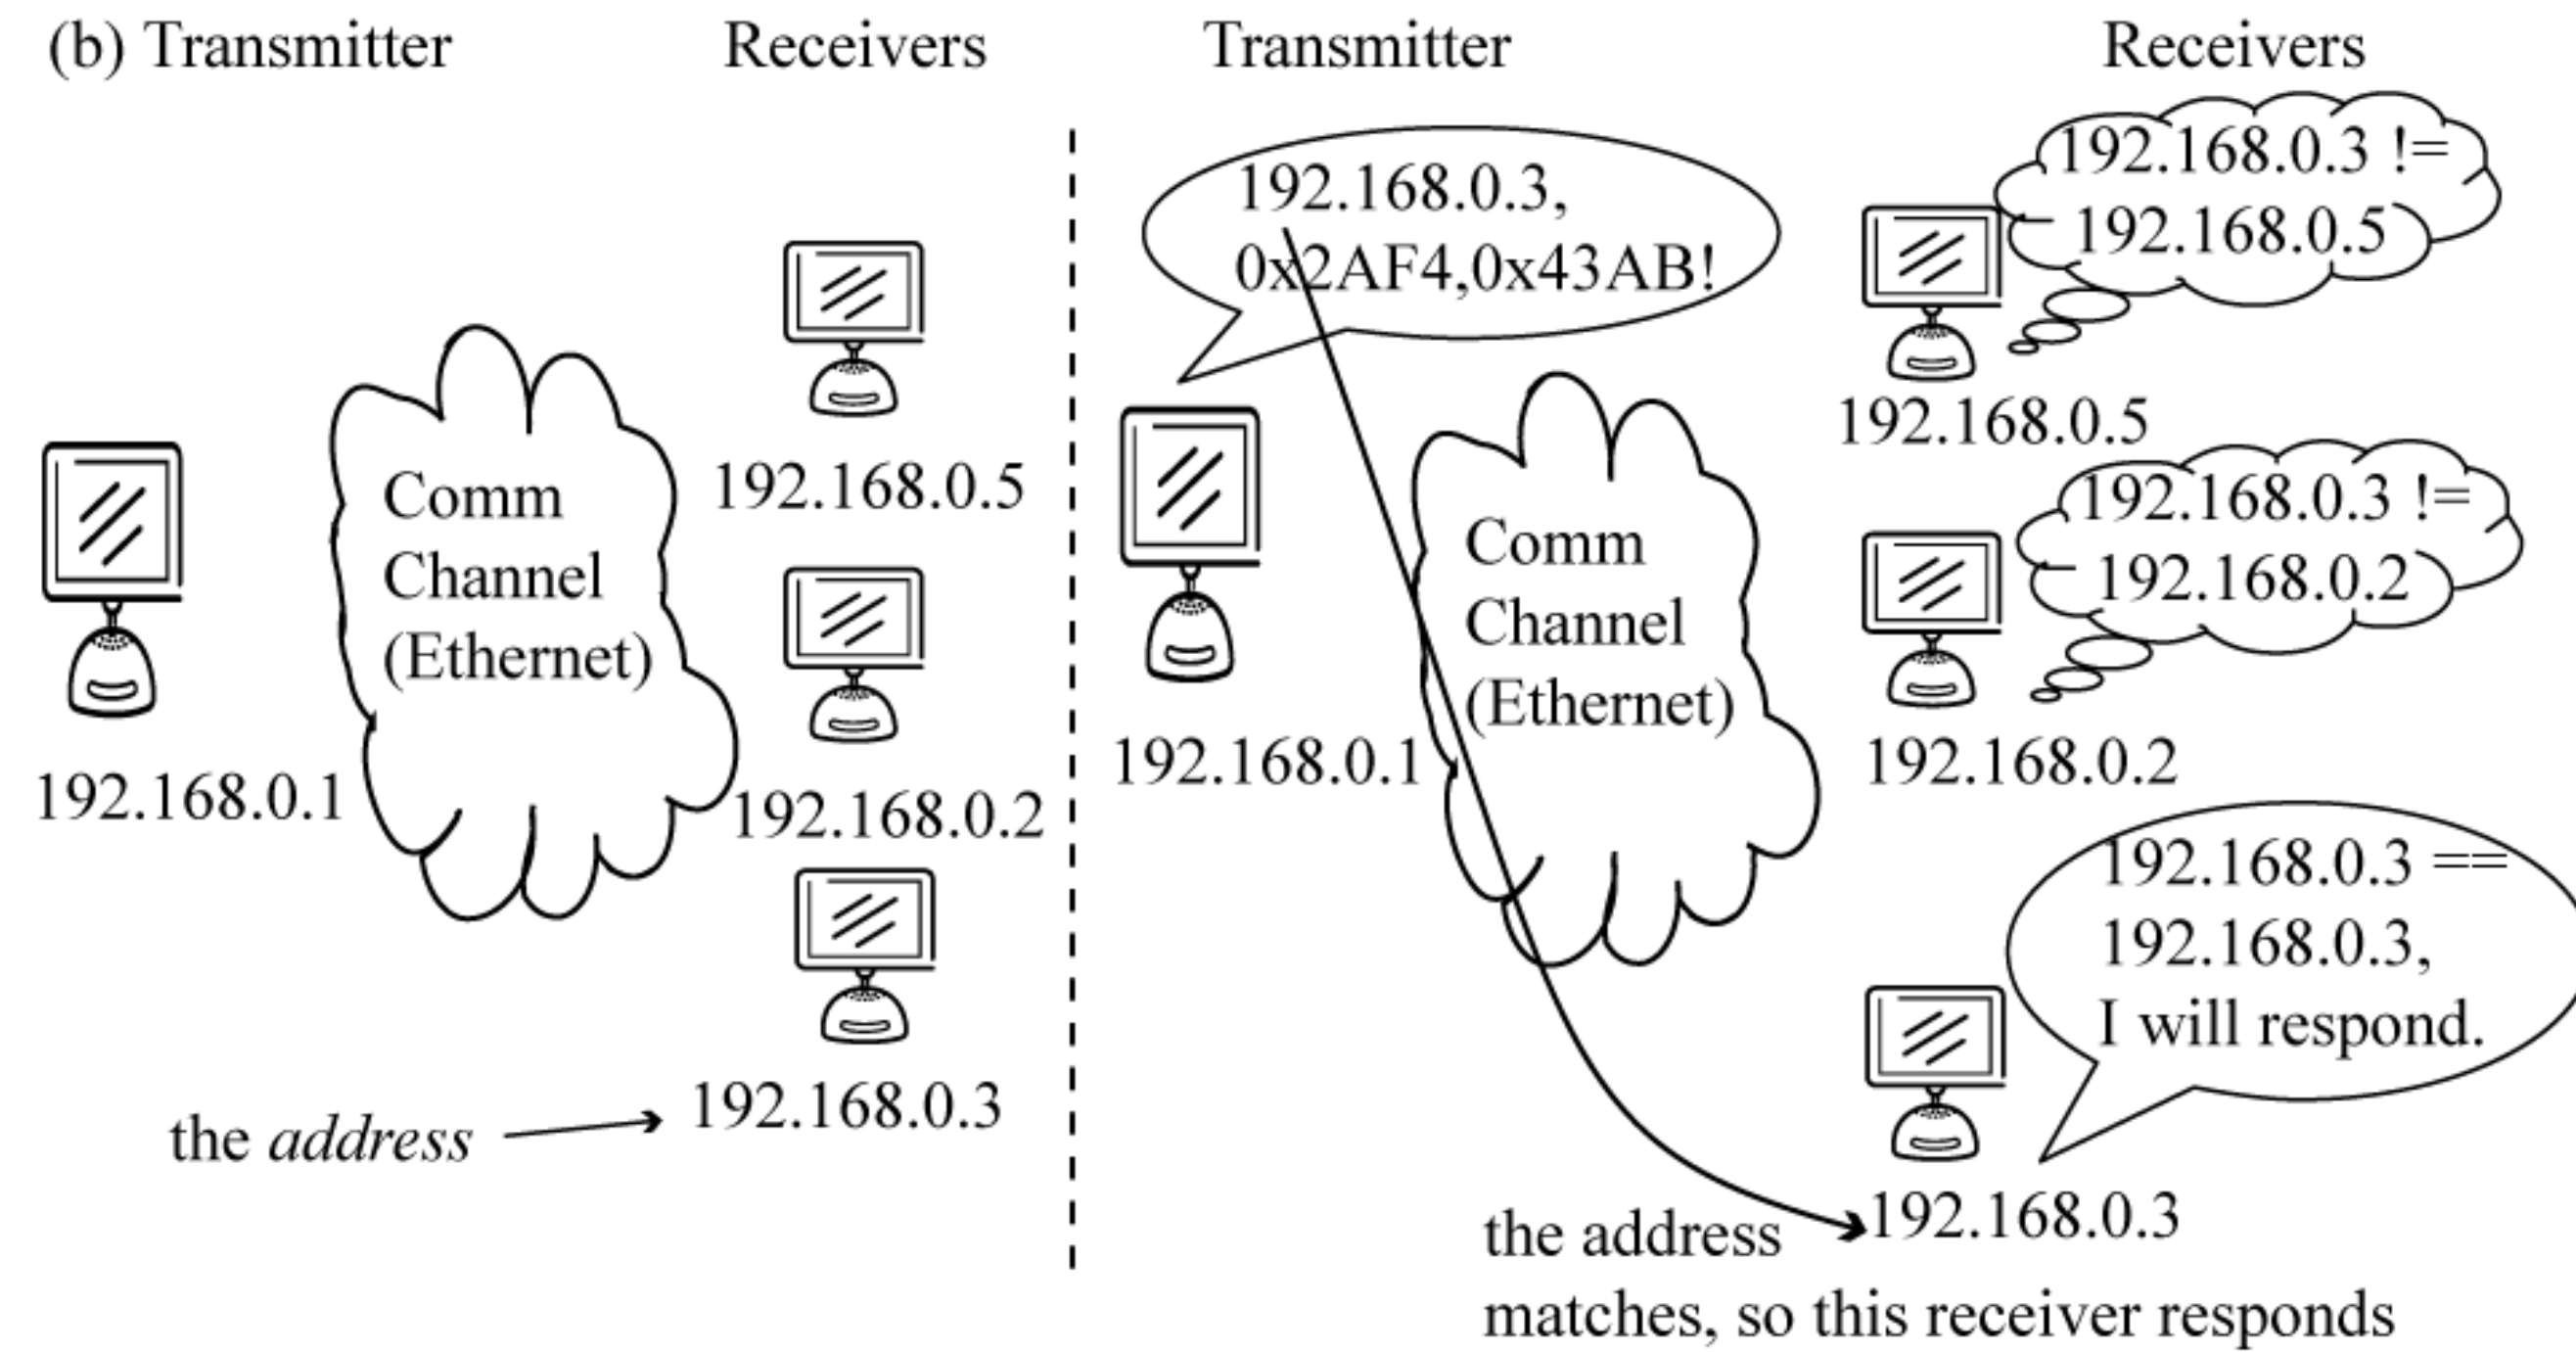 (b) Transmitter
Receivers
192.168.0.1
Comm
Channel
(Ethernet)
192.168.0.5
192.168.0.2
192.168.0.3
the address
Transmitter
Receivers
192.168.0.3,
0x2AF4,0x43AB!
192.168.0.1
Comm
Channel
(Ethernet)
192.168.0.3 !=
192.168.0.5
192.168.0.5
192.168.0.3 !=
192.168.0.2
192.168.0.2
192.168.0.3 ==
192.168.0.3,
I will respond.
192.168.0.3
the address
matches, so this receiver responds